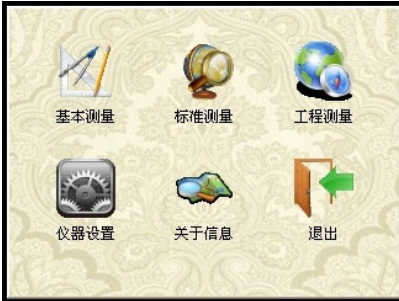 基本测量
标准测量
工程测量
仪器设置
关于信息
退出